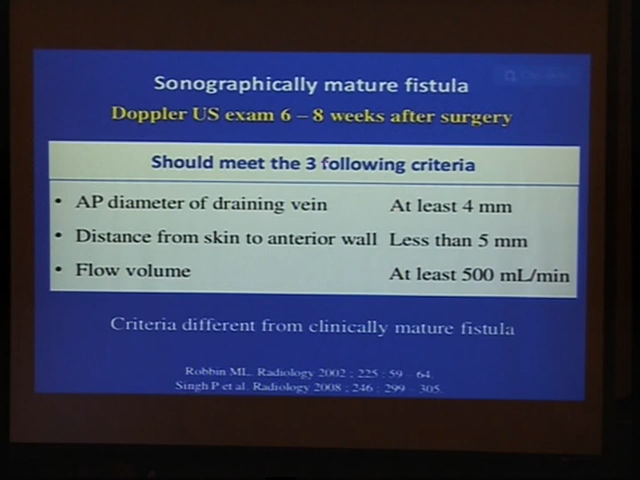 Sonographically mature fistula
Doppler US exam 6 – 8 weeks after surgery
Should meet the 3 following criteria
• AP diameter of draining vein At least 4 mm
• Distance from skin to anterior wall Less than 5 mm
• Flow volume At least 500 mL/min
Criteria different from clinically mature fistula
Robbin ML. Radiology 2002 ; 225 : 59 – 64.
Singh P et al. Radiology 2008 ; 246 : 299 – 305.